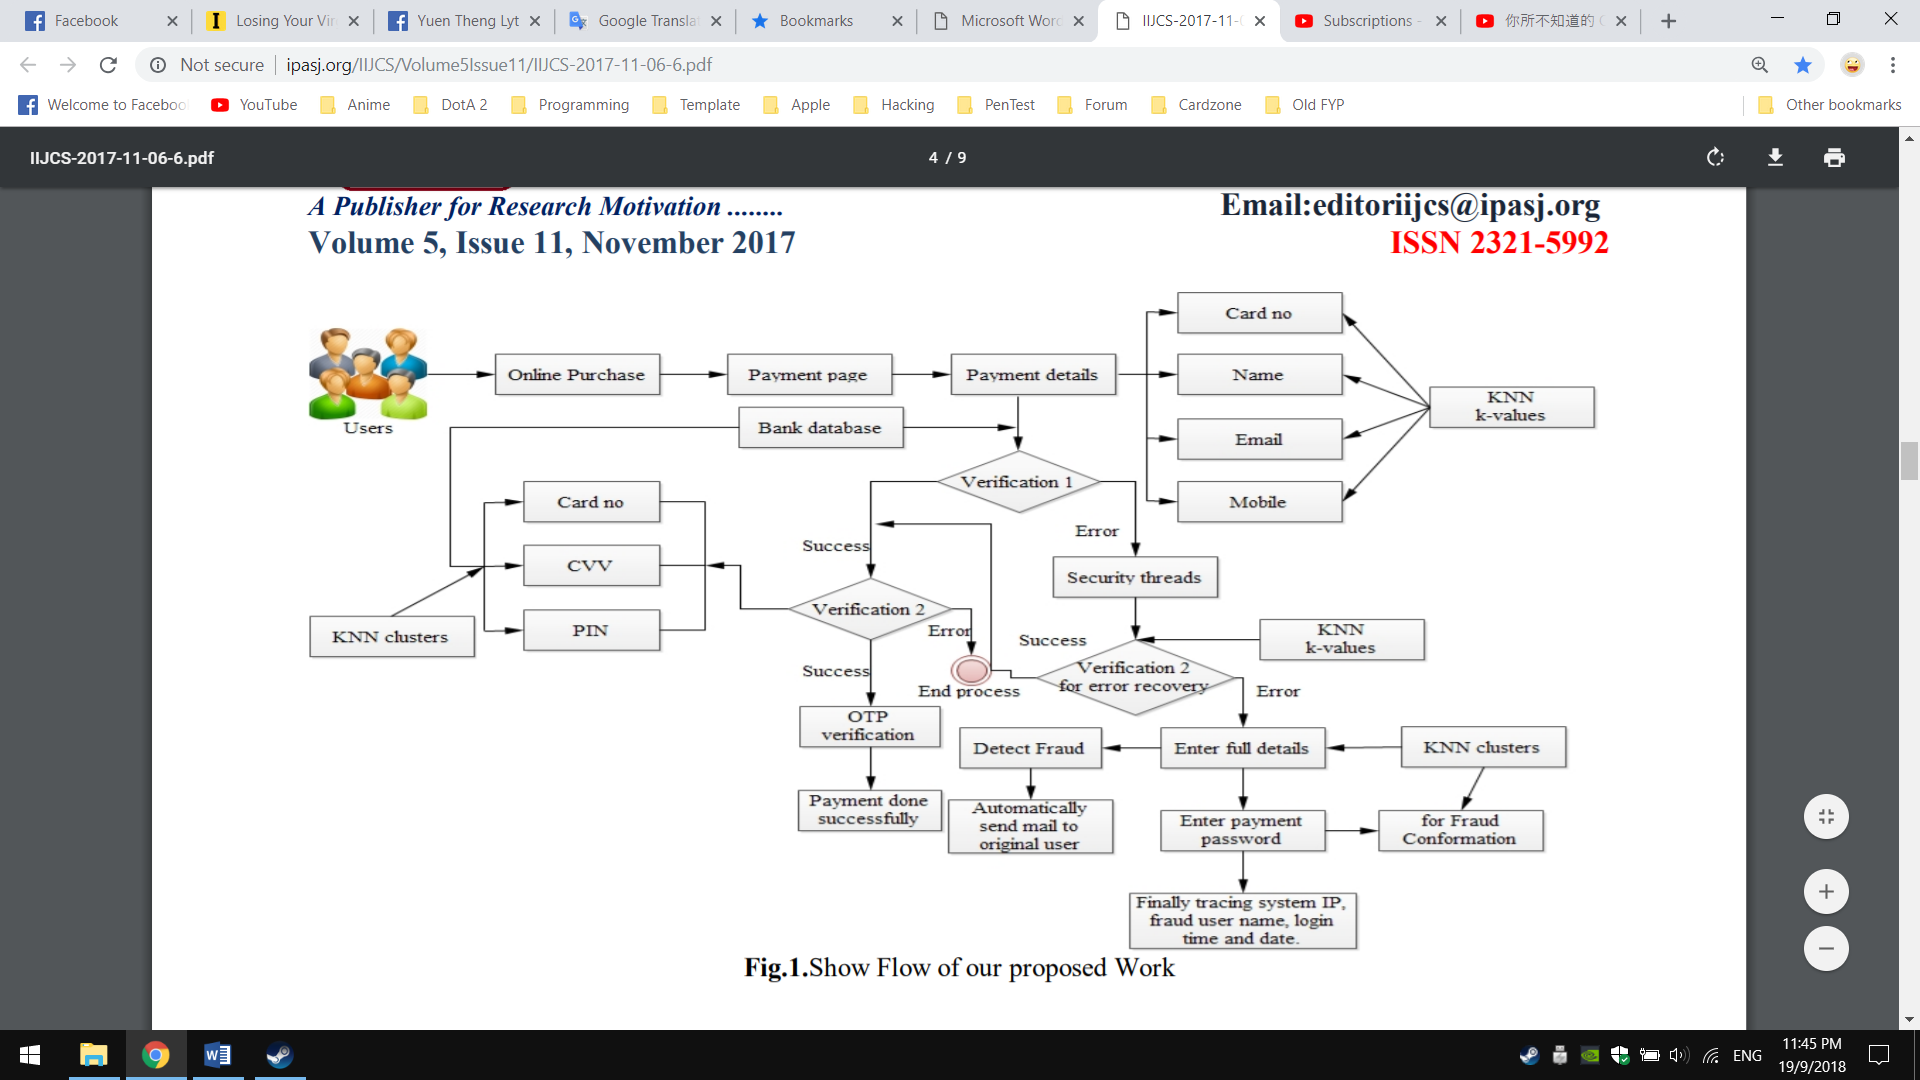 Facebook
Losing Your Vir
Yuen Theng Lyt
Google Transla
Bookmarks
Microsoft Wor
IIJCS-2017-11-
Subscriptions -
你所不知道的
Not secure
ipasj.org/IIJCS/Volume5Issue11/IIJCS-2017-11-06-6.pdf
Welcome to Faceboo
YouTube
Anime
DotA 2
Programming
Template
Apple
Hacking
PenTest
Forum
Cardzone
Old FYP
Other bookmarks
IIJCS-2017-11-06-6.pdf
4 / 9
A Publisher for Research Motivation ........
Email:editoriijcs@ipasj.org
Volume 5, Issue 11, November 2017
ISSN 2321-5992
Users
Online Purchase
Payment page
Payment details
Card no
Name
Email
Mobile
KNN
k-values
Bank database
Verification 1
Card no
CVV
PIN
KNN clusters
Success
Error
Security threads
Verification 2
Error
Success
End process
Success
Verification 2
for error recovery
KNN
k-values
Error
OTP
verification
Payment done
successfully
Detect Fraud
Enter full details
KNN clusters
Automatically
send mail to
original user
Enter payment
password
for Fraud
Conformation
Finally tracing system IP,
fraud user name, login
time and date.
Fig.1.Show Flow of our proposed Work
ENG
11:45 PM
19/9/2018